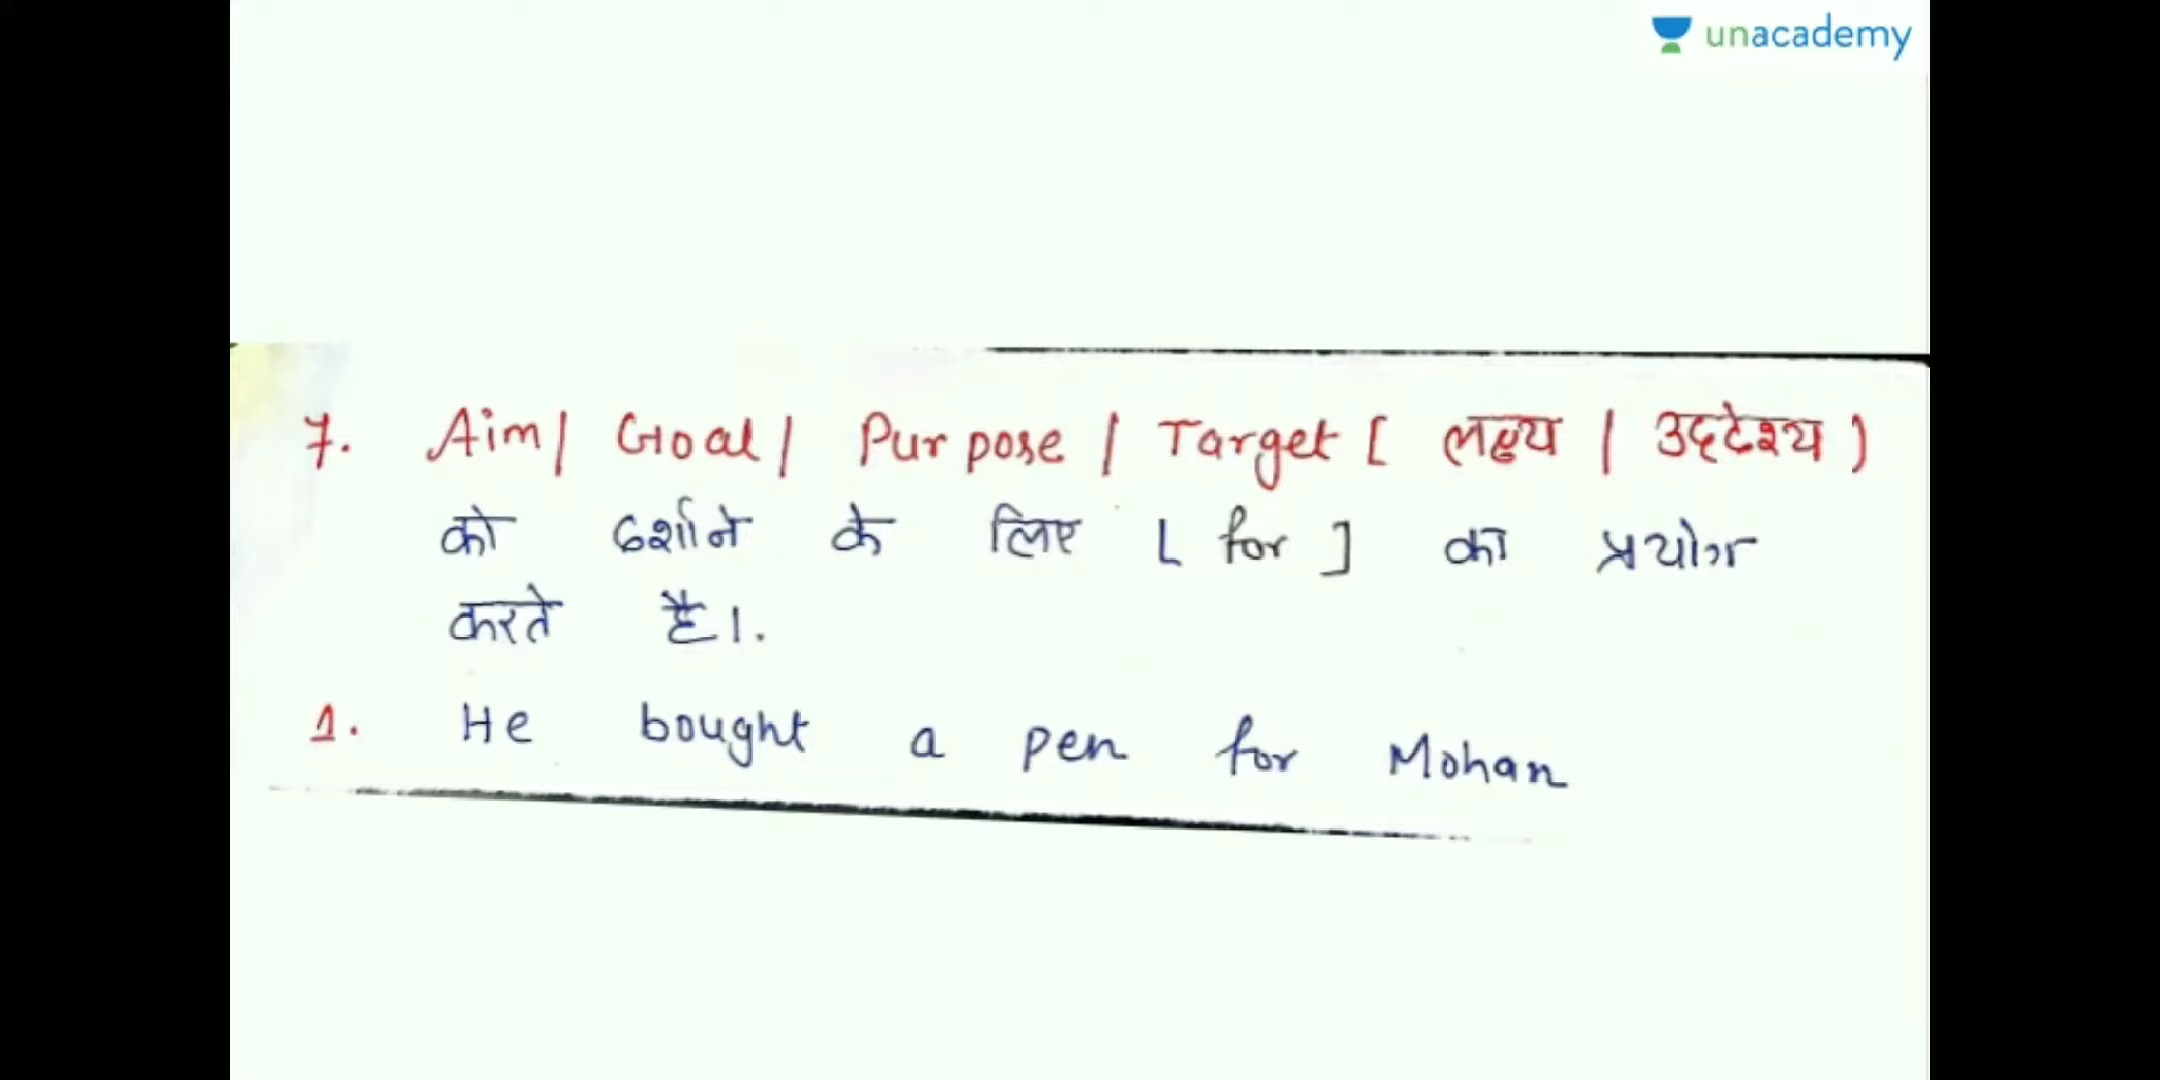 unacademy
7. Aim / Goal / Purpose / Target [ लक्ष्य / उद्देश्य )
को दर्शाने के लिए [ for ] का प्रयोग
करते है।.
1. He bought a pen for Mohan